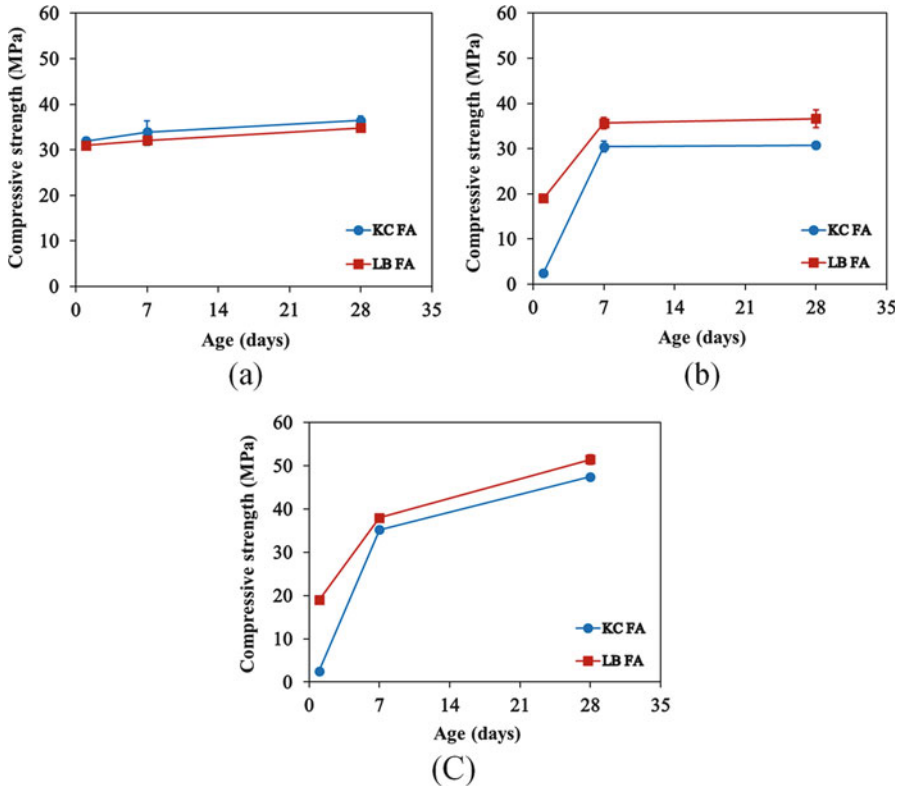 60
50
40
30
20
10
0
Compressive strength (MPa)
KC FA
LB FA
0 7 14 21 28 35
Age (days)
(a)
60
50
40
30
20
10
0
Compressive strength (MPa)
KC FA
LB FA
0 7 14 21 28 35
Age (days)
(b)
60
50
40
30
20
10
0
Compressive strength (MPa)
KC FA
LB FA
0 7 14 21 28 35
Age (days)
(C)